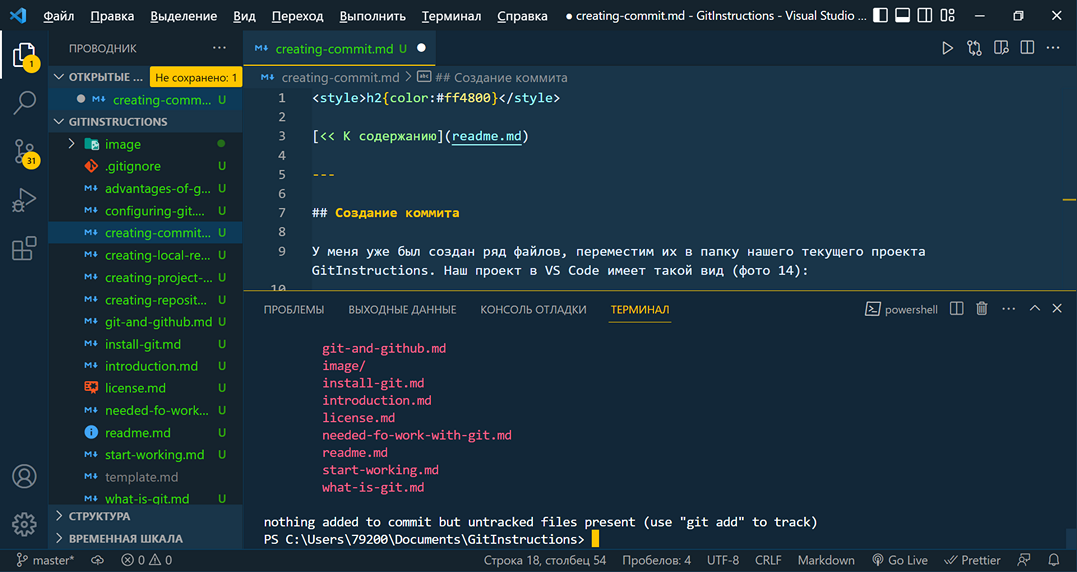 Файл Правка Выделение Вид Переход Выполнить Терминал Справка ● creating-commit.md - GitInstructions - Visual Studio ...
ПРОВОДНИК ...
1
ОТКРЫТЫЕ ... Не сохранено: 1
creating-comm... U
GITINSTRUCTIONS
image
31
.gitignore U
advantages-of-g... U
configuring-git.... U
creating-commit... U
creating-local-re... U
creating-project-... U
creating-reposit... U
git-and-github.md U
install-git.md U
introduction.md U
license.md U
needed-fo-work... U
readme.md U
start-working.md U
template.md
what-is-git.md U
СТРУКТУРА
ВРЕМЕННАЯ ШКАЛА
creating-commit.md U
creating-commit.md > ## Создание коммита
1 <style>h2{color:#ff4800}</style>
2
3 [<< К содержанию](readme.md)
4
5 ---
6
7 ## Создание коммита
8
9 У меня уже был создан ряд файлов, переместим их в папку нашего текущего проекта
GitInstructions. Наш проект в VS Code имеет такой вид (фото 14):
10
ПРОБЛЕМЫ ВЫХОДНЫЕ ДАННЫЕ КОНСОЛЬ ОТЛАДКИ ТЕРМИНАЛ powershell
git-and-github.md
image/
install-git.md
introduction.md
license.md
needed-fo-work-with-git.md
readme.md
start-working.md
what-is-git.md
nothing added to commit but untracked files present (use "git add" to track)
PS C:\Users\79200\Documents\GitInstructions>
master* 0 0 Строка 18, столбец 54 Пробелов: 4 UTF-8 CRLF Markdown Go Live Prettier